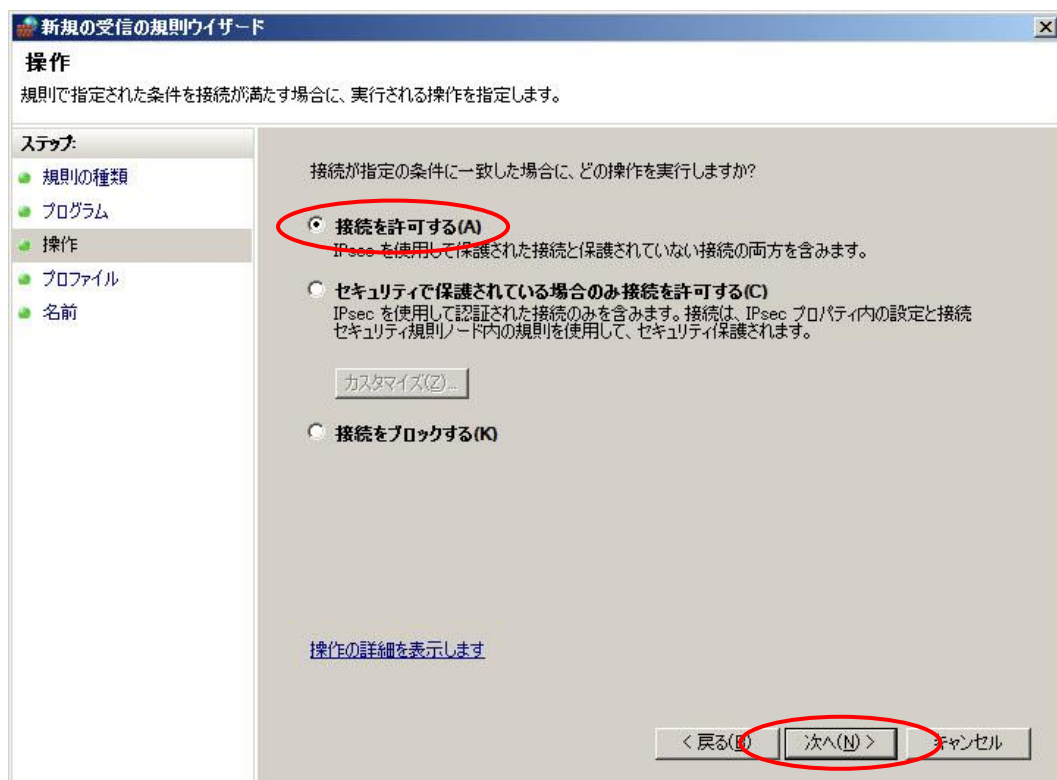 新規の受信の規則ウィザード
操作
規則で指定された条件を接続が満たす場合に、実行される操作を指定します。
ステップ:
規則の種類
プログラム
操作
プロファイル
名前
接続が指定の条件に一致した場合に、どの操作を実行しますか?
接続を許可する(A)
IPsec を使用して保護された接続と保護されていない接続の両方を含みます。
セキュリティで保護されている場合のみ接続を許可する(C)
IPsec を使用して認証された接続のみを含みます。接続は、IPsec プロパティ内の設定と接続
セキュリティ規則ノード内の規則を使用して、セキュリティ保護されます。
カスタマイズ(Z)...
接続をブロックする(K)
操作の詳細を表示します
< 戻る(B) 次へ(N) > キャンセル